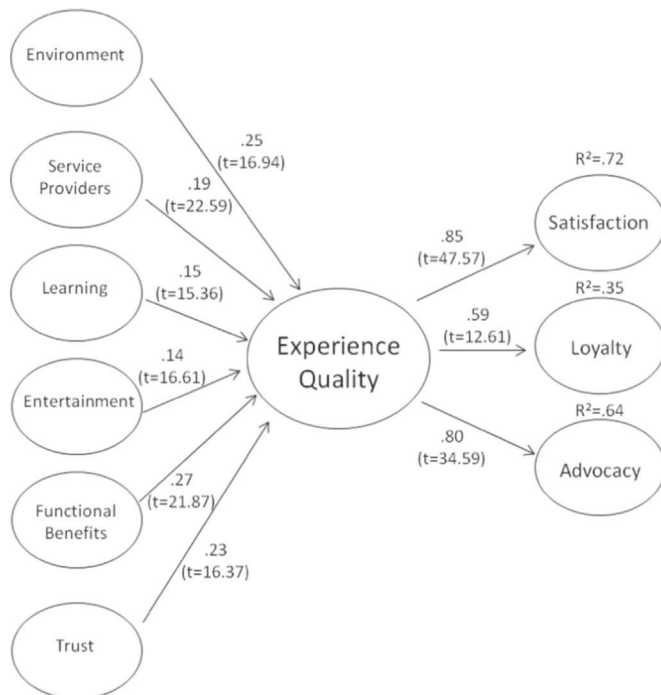 Environment
.25
(t=16.94)
Service
Providers
.19
(t=22.59)
Learning
.15
(t=15.36)
Entertainment
.14
(t=16.61)
Functional
Benefits
.27
(t=21.87)
Trust
.23
(t=16.37)
Experience
Quality
.85
(t=47.57)
R²=.72
Satisfaction
.59
(t=12.61)
R²=.35
Loyalty
.80
(t=34.59)
R²=.64
Advocacy